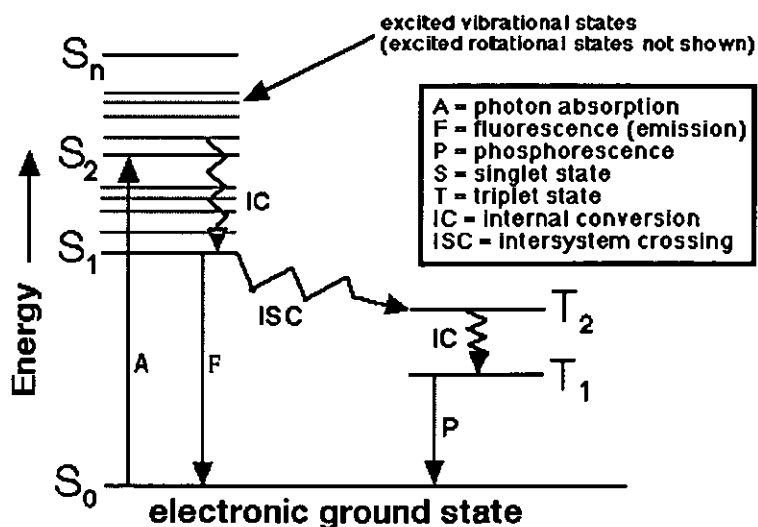 excited vibrational states
(excited rotational states not shown)
Sn
A = photon absorption
F = fluorescence (emission)
P = phosphorescence
S = singlet state
T = triplet state
IC = internal conversion
ISC = intersystem crossing
S2
IC
S1
ISC
T2
IC
T1
Energy
A
F
P
S0
electronic ground state